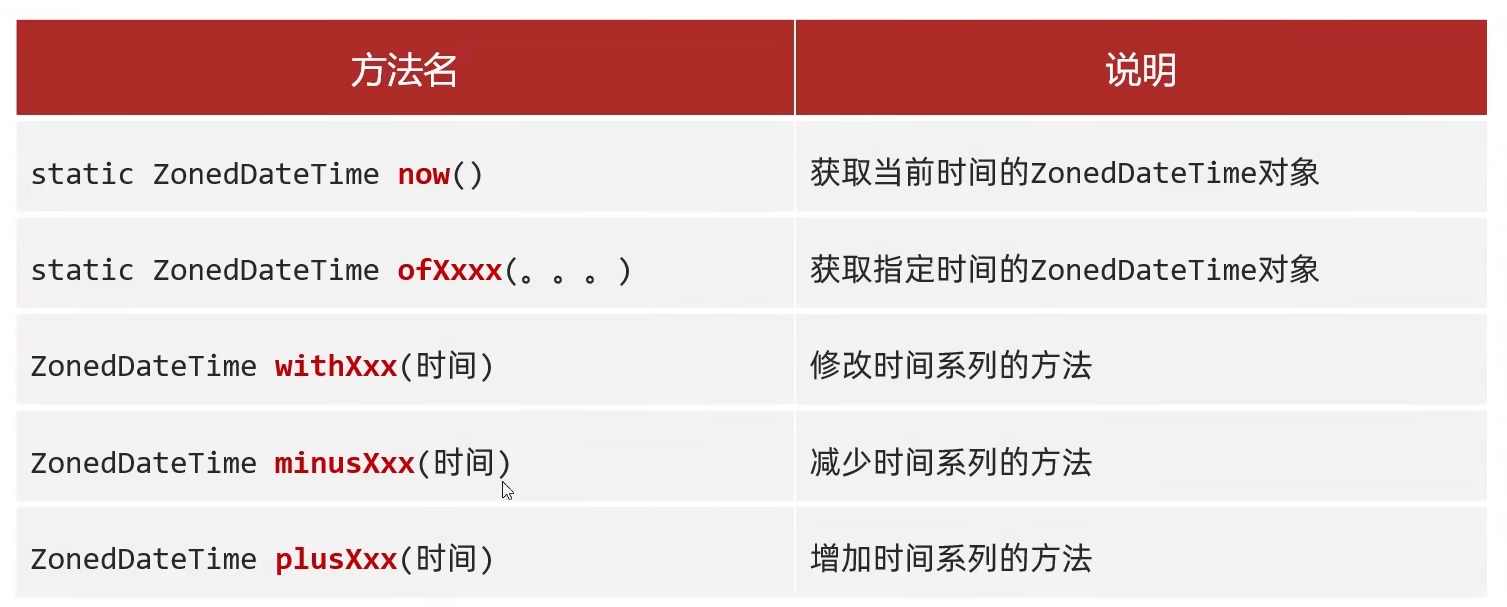 方法名
说明
static ZonedDateTime now()
获取当前时间的ZonedDateTime对象
static ZonedDateTime ofXxxx(。。。)
获取指定时间的ZonedDateTime对象
ZonedDateTime withXxx(时间)
修改时间系列的方法
ZonedDateTime minusXxx(时间)
减少时间系列的方法
ZonedDateTime plusXxx(时间)
增加时间系列的方法